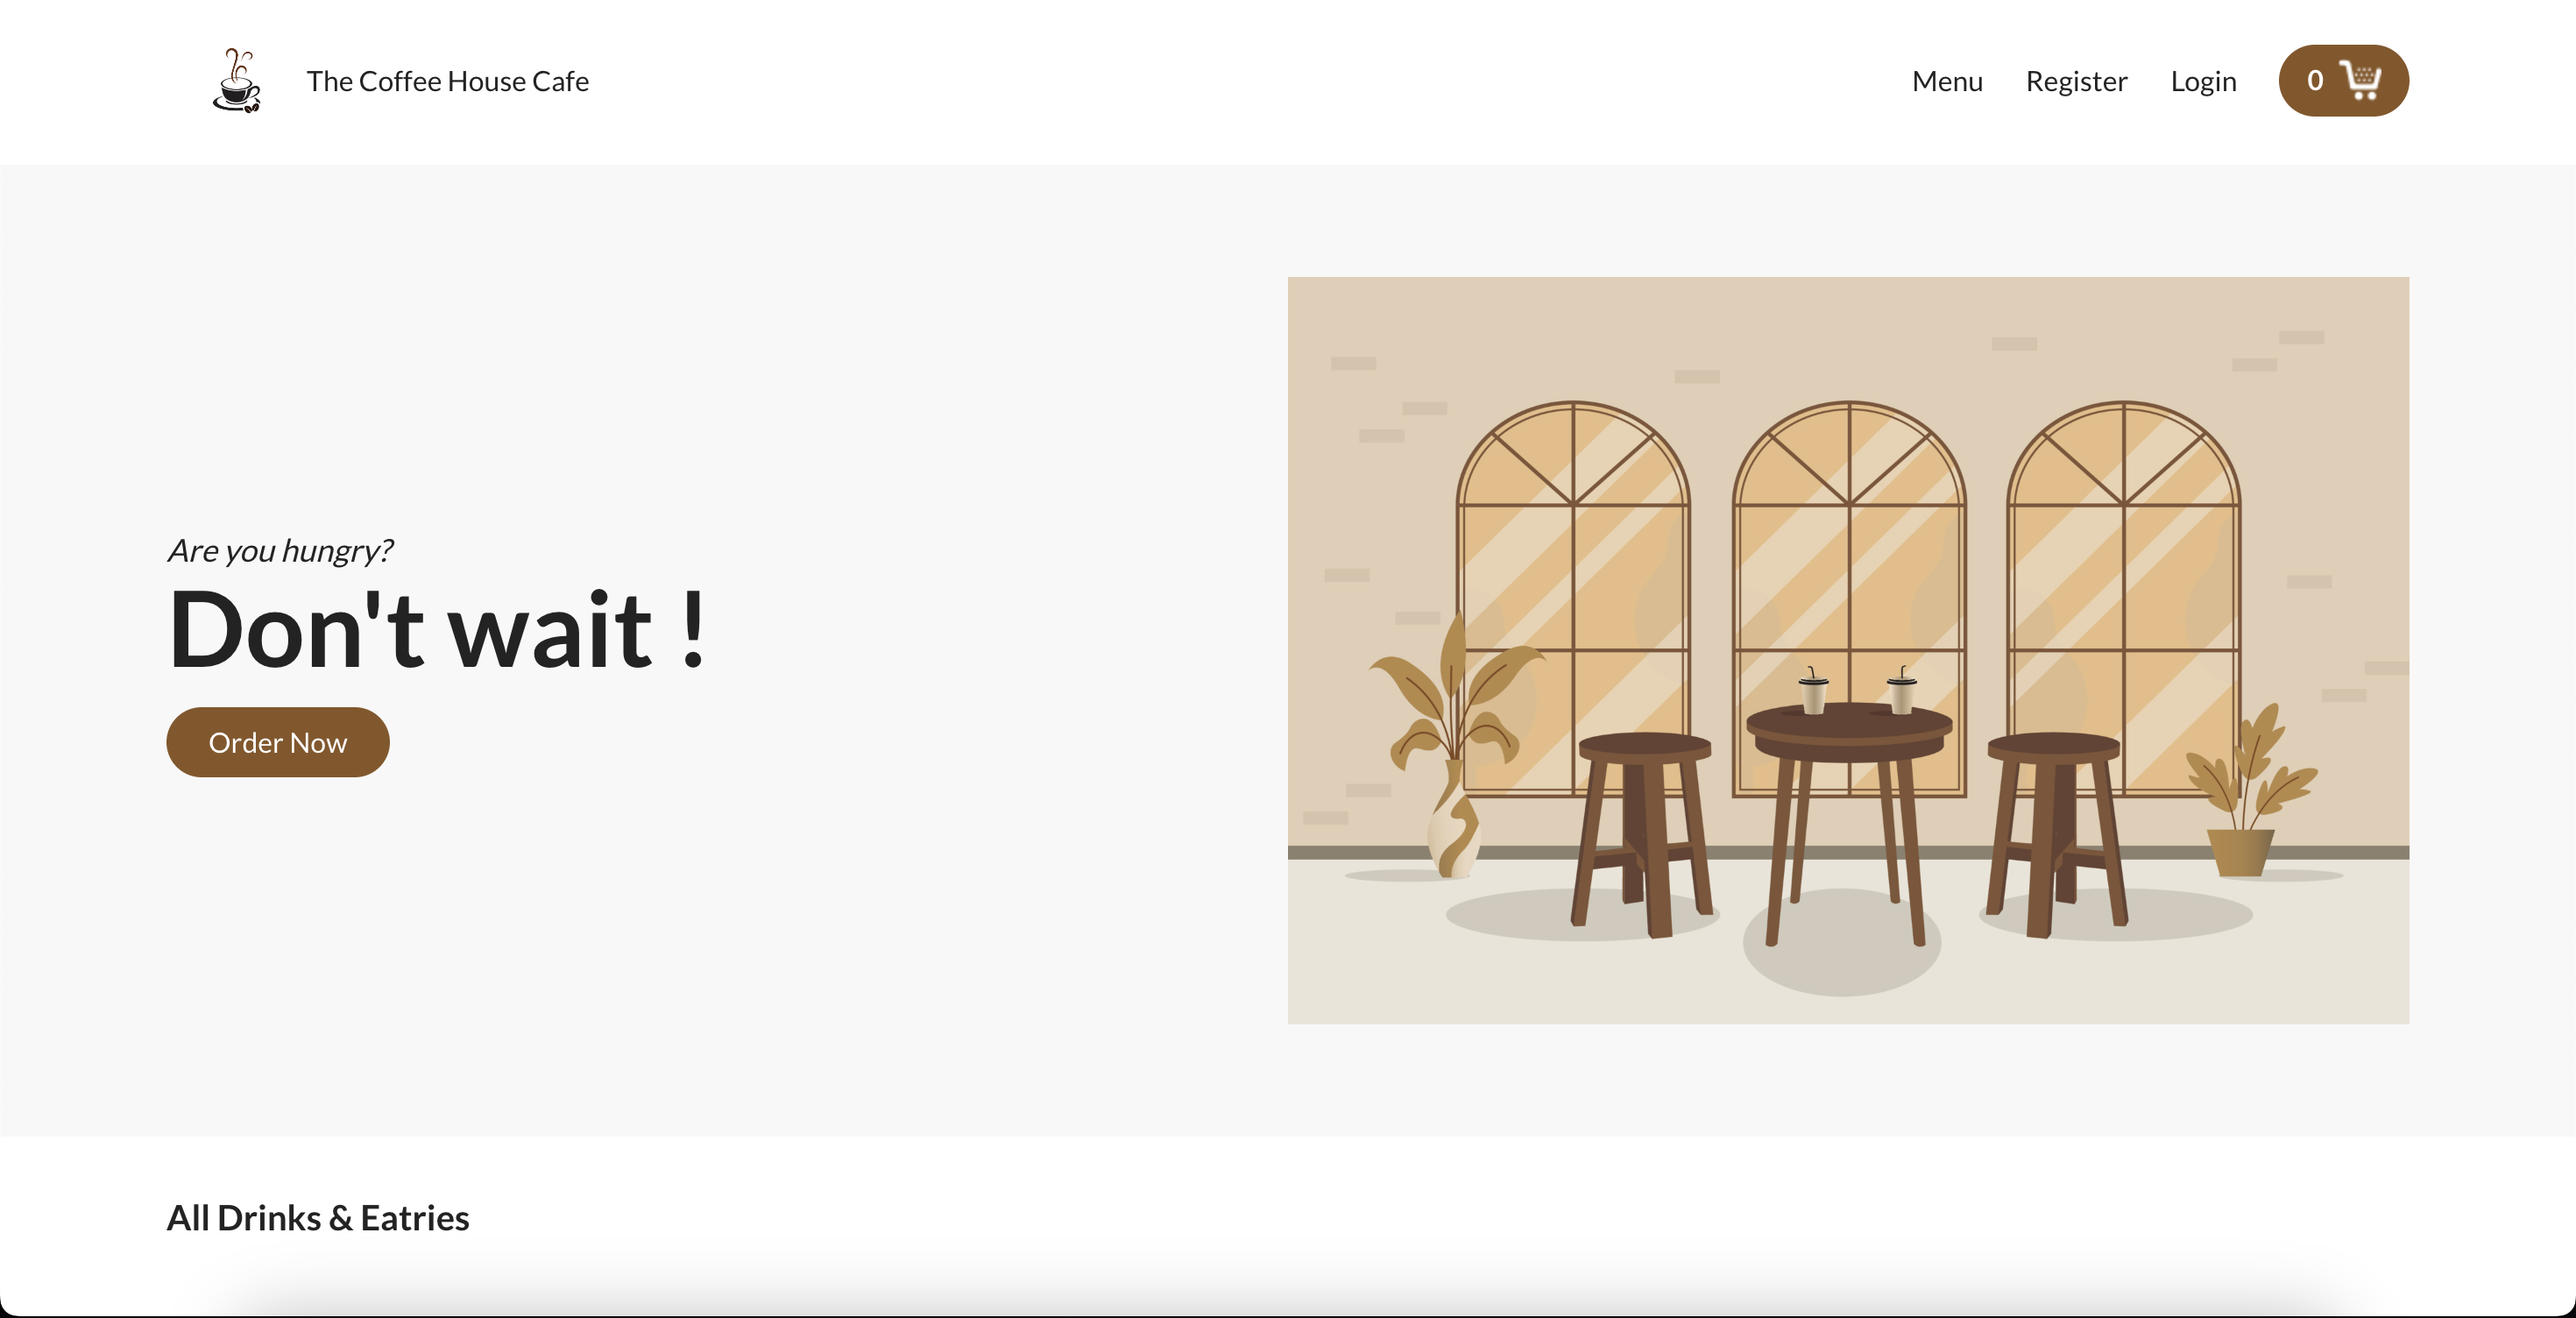 The Coffee House Cafe
Menu Register Login 0
Are you hungry?
Don't wait !
Order Now
All Drinks & Eatries